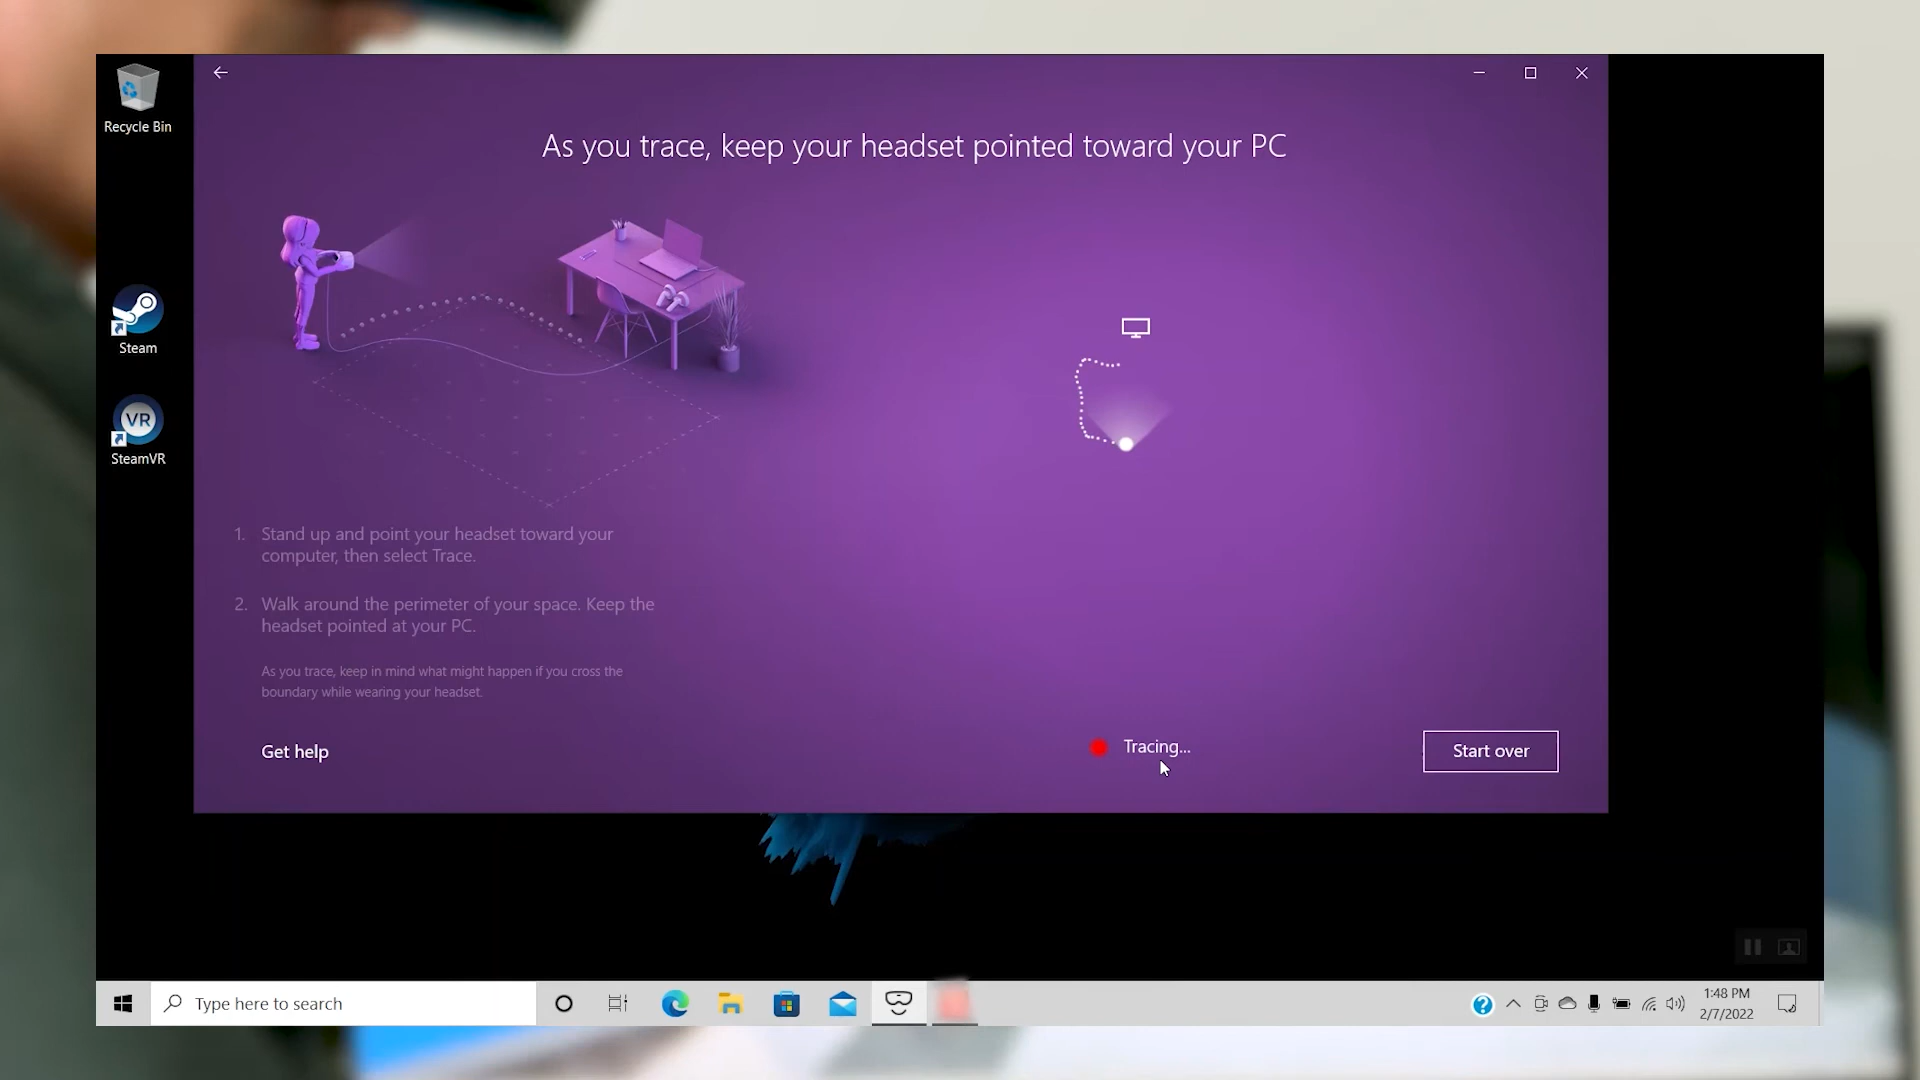 Recycle Bin
Steam
VR
SteamVR
As you trace, keep your headset pointed toward your PC
1. Stand up and point your headset toward your
computer, then select Trace.
2. Walk around the perimeter of your space. Keep the
headset pointed at your PC.
As you trace, keep in mind what might happen if you cross the
boundary while wearing your headset.
Get help
Tracing...
Start over
Type here to search
1:48 PM
2/7/2022